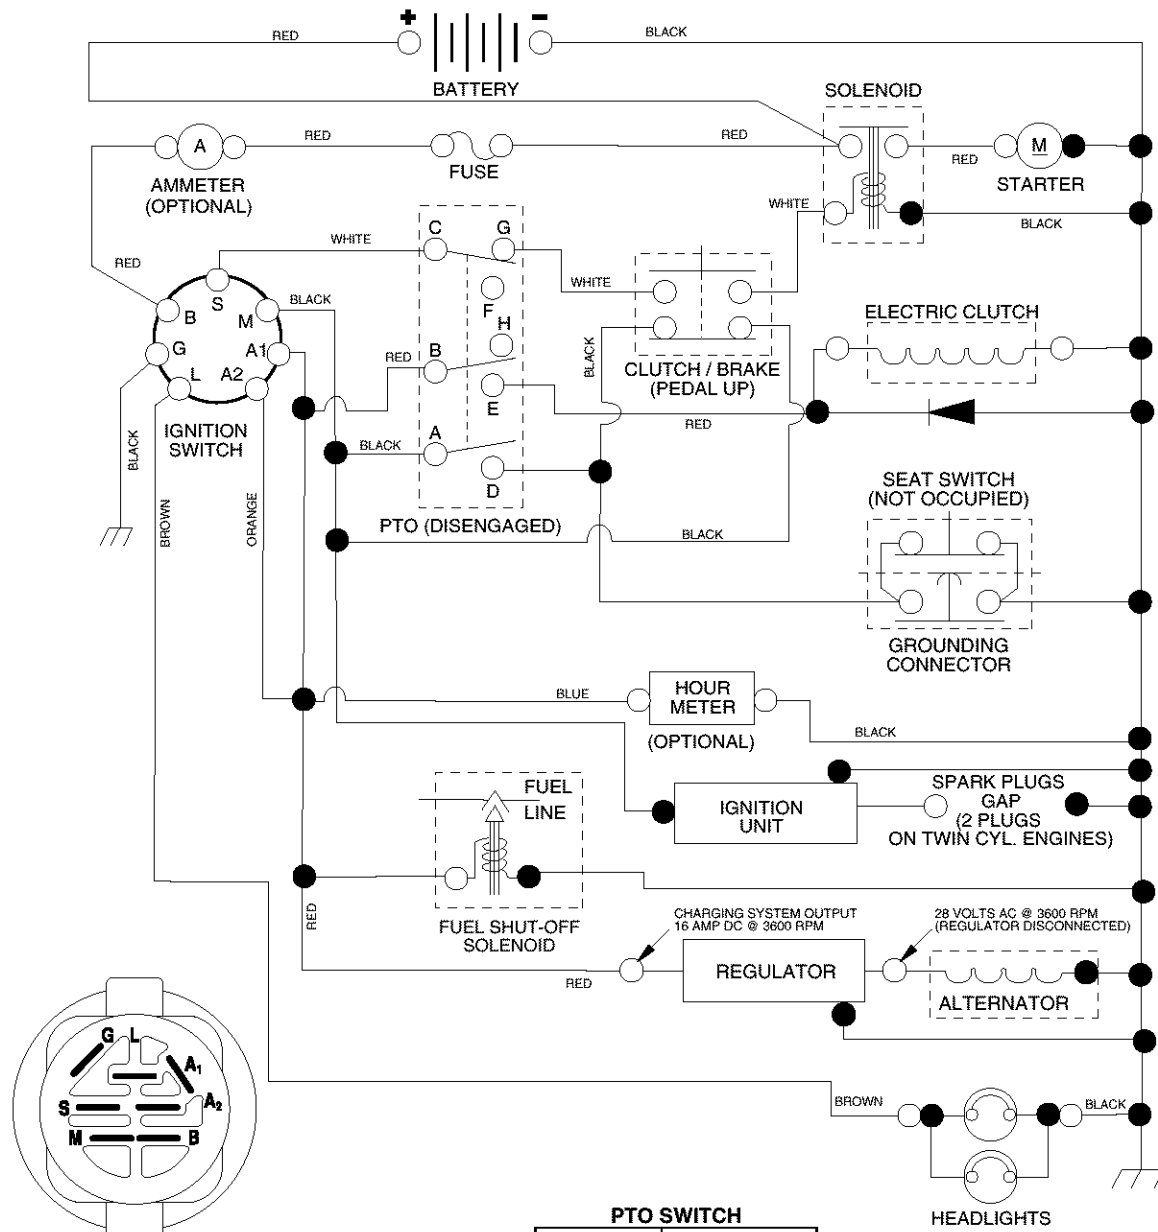 + -
RED
BLACK
BATTERY
SOLENOID
RED
RED
A
FUSE
RED
M
AMMETER
(OPTIONAL)
STARTER
WHITE
BLACK
C G
WHITE
RED
WHITE
F
H
S
B M
BLACK
G A1
L A2
IGNITION
SWITCH
RED
B
E
BLACK
CLUTCH / BRAKE
(PEDAL UP)
ELECTRIC CLUTCH
RED
BLACK
A
D
BLACK
BROWN
ORANGE
PTO (DISENGAGED)
BLACK
SEAT SWITCH
(NOT OCCUPIED)
GROUNDING
CONNECTOR
BLUE
HOUR
METER
(OPTIONAL)
BLACK
FUEL
LINE
IGNITION
UNIT
SPARK PLUGS
GAP
(2 PLUGS
ON TWIN CYL. ENGINES)
FUEL SHUT-OFF
SOLENOID
RED
CHARGING SYSTEM OUTPUT
16 AMP DC @ 3600 RPM
28 VOLTS AC @ 3600 RPM
(REGULATOR DISCONNECTED)
RED
REGULATOR
ALTERNATOR
G L
A1
S A2
M B
BROWN
BLACK
HEADLIGHTS
PTO SWITCH